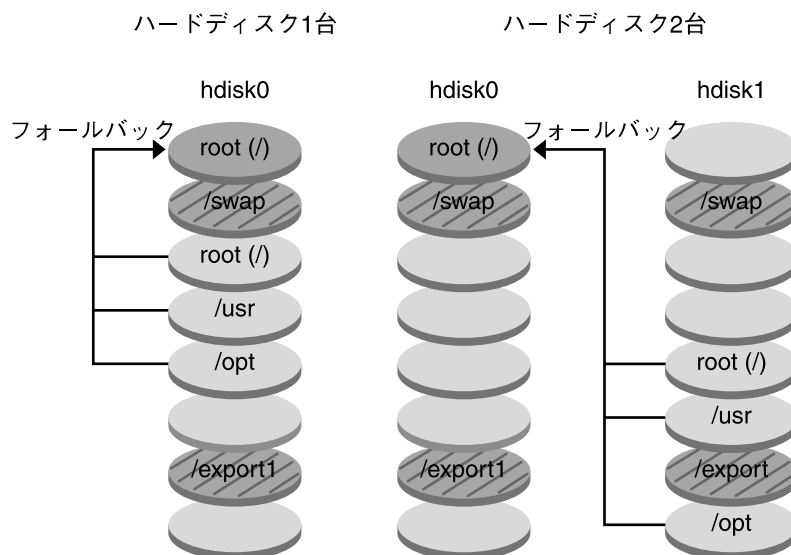 ハードディスク1台
ハードディスク2台
hdisk0
hdisk0
hdisk1
フォールバック
フォールバック
root (/)
/swap
root (/)
/usr
/opt
/export1
root (/)
/swap
/export1
/swap
root (/)
/usr
/export
/opt